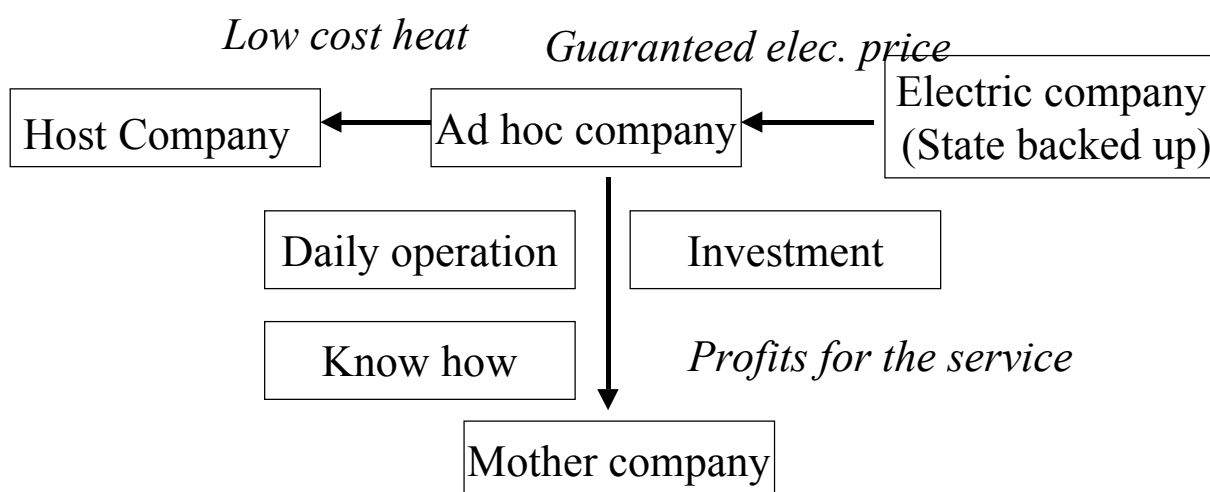 Low cost heat
Guaranteed elec. price
Host Company
Ad hoc company
Electric company
(State backed up)
Daily operation
Investment
Know how
Profits for the service
Mother company